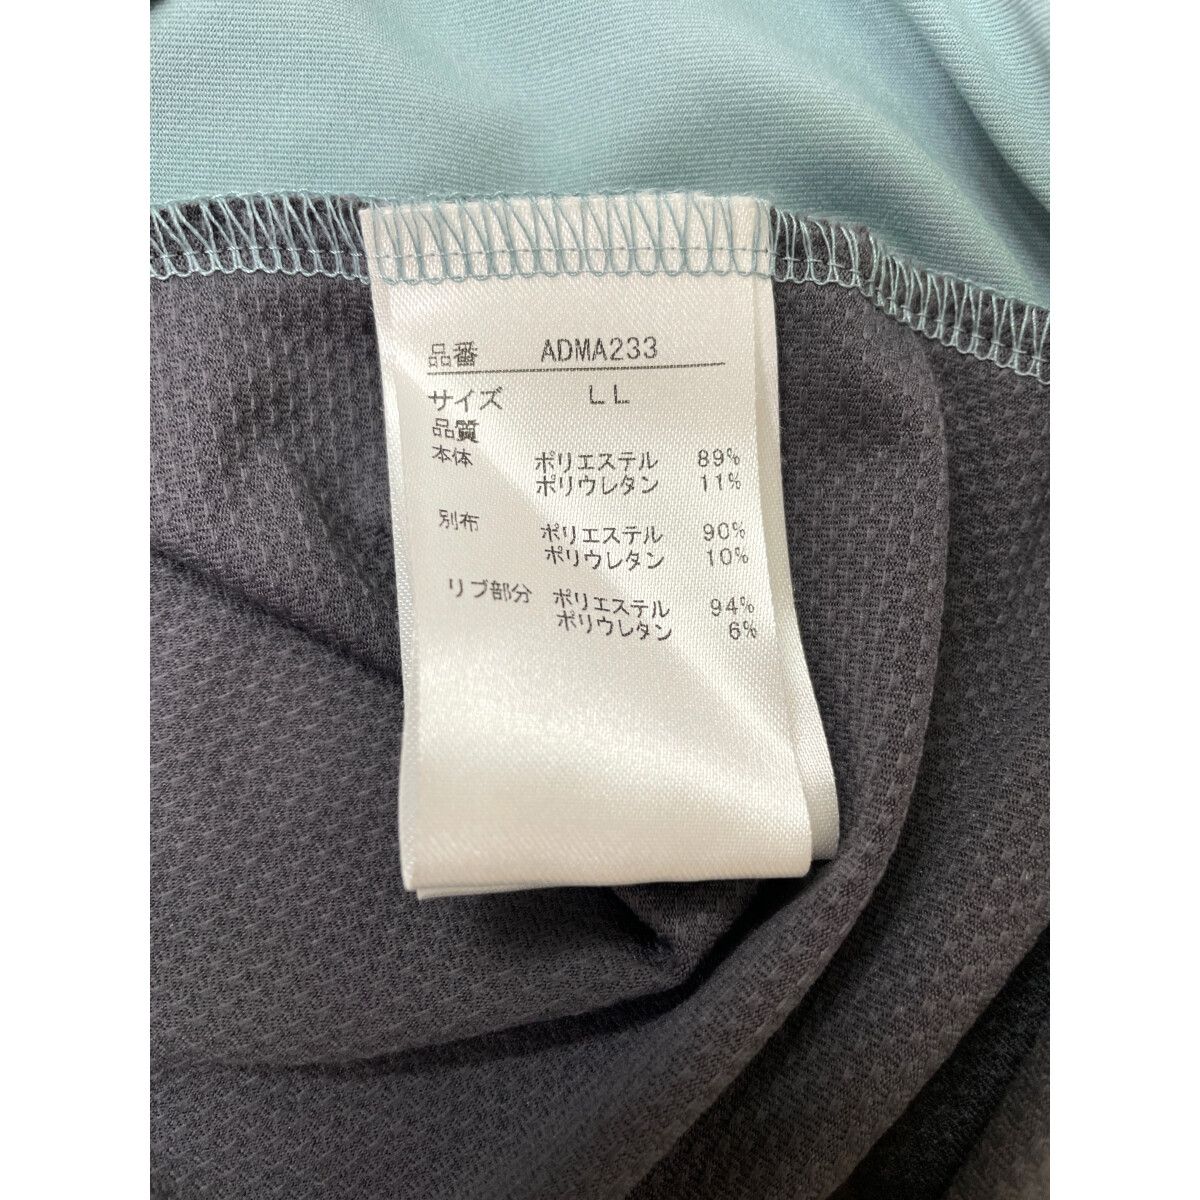 品番 ADMA233
サイズ LL
品質
本体 ポリエステル 89%
ポリウレタン 11%
別布 ポリエステル 90%
ポリウレタン 10%
リブ部分 ポリエステル 94%
ポリウレタン 6%